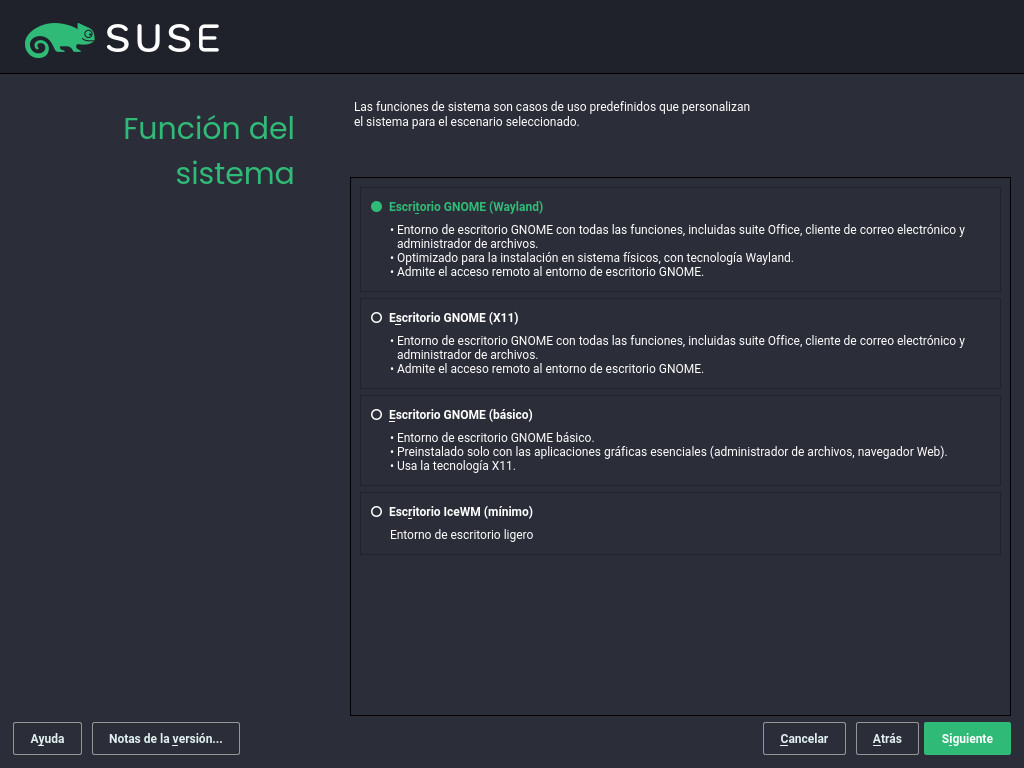 SUSE
Función del
sistema
Las funciones de sistema son casos de uso predefinidos que personalizan
el sistema para el escenario seleccionado.
Escritorio GNOME (Wayland)
• Entorno de escritorio GNOME con todas las funciones, incluidas suite Office, cliente de correo electrónico y
administrador de archivos.
• Optimizado para la instalación en sistema físicos, con tecnología Wayland.
• Admite el acceso remoto al entorno de escritorio GNOME.
Escritorio GNOME (X11)
• Entorno de escritorio GNOME con todas las funciones, incluidas suite Office, cliente de correo electrónico y
administrador de archivos.
• Admite el acceso remoto al entorno de escritorio GNOME.
Escritorio GNOME (básico)
• Entorno de escritorio GNOME básico.
• Preinstalado solo con las aplicaciones gráficas esenciales (administrador de archivos, navegador Web).
• Usa la tecnología X11.
Escritorio IceWM (mínimo)
Entorno de escritorio ligero
Ayuda
Notas de la versión...
Cancelar
Atrás
Siguiente